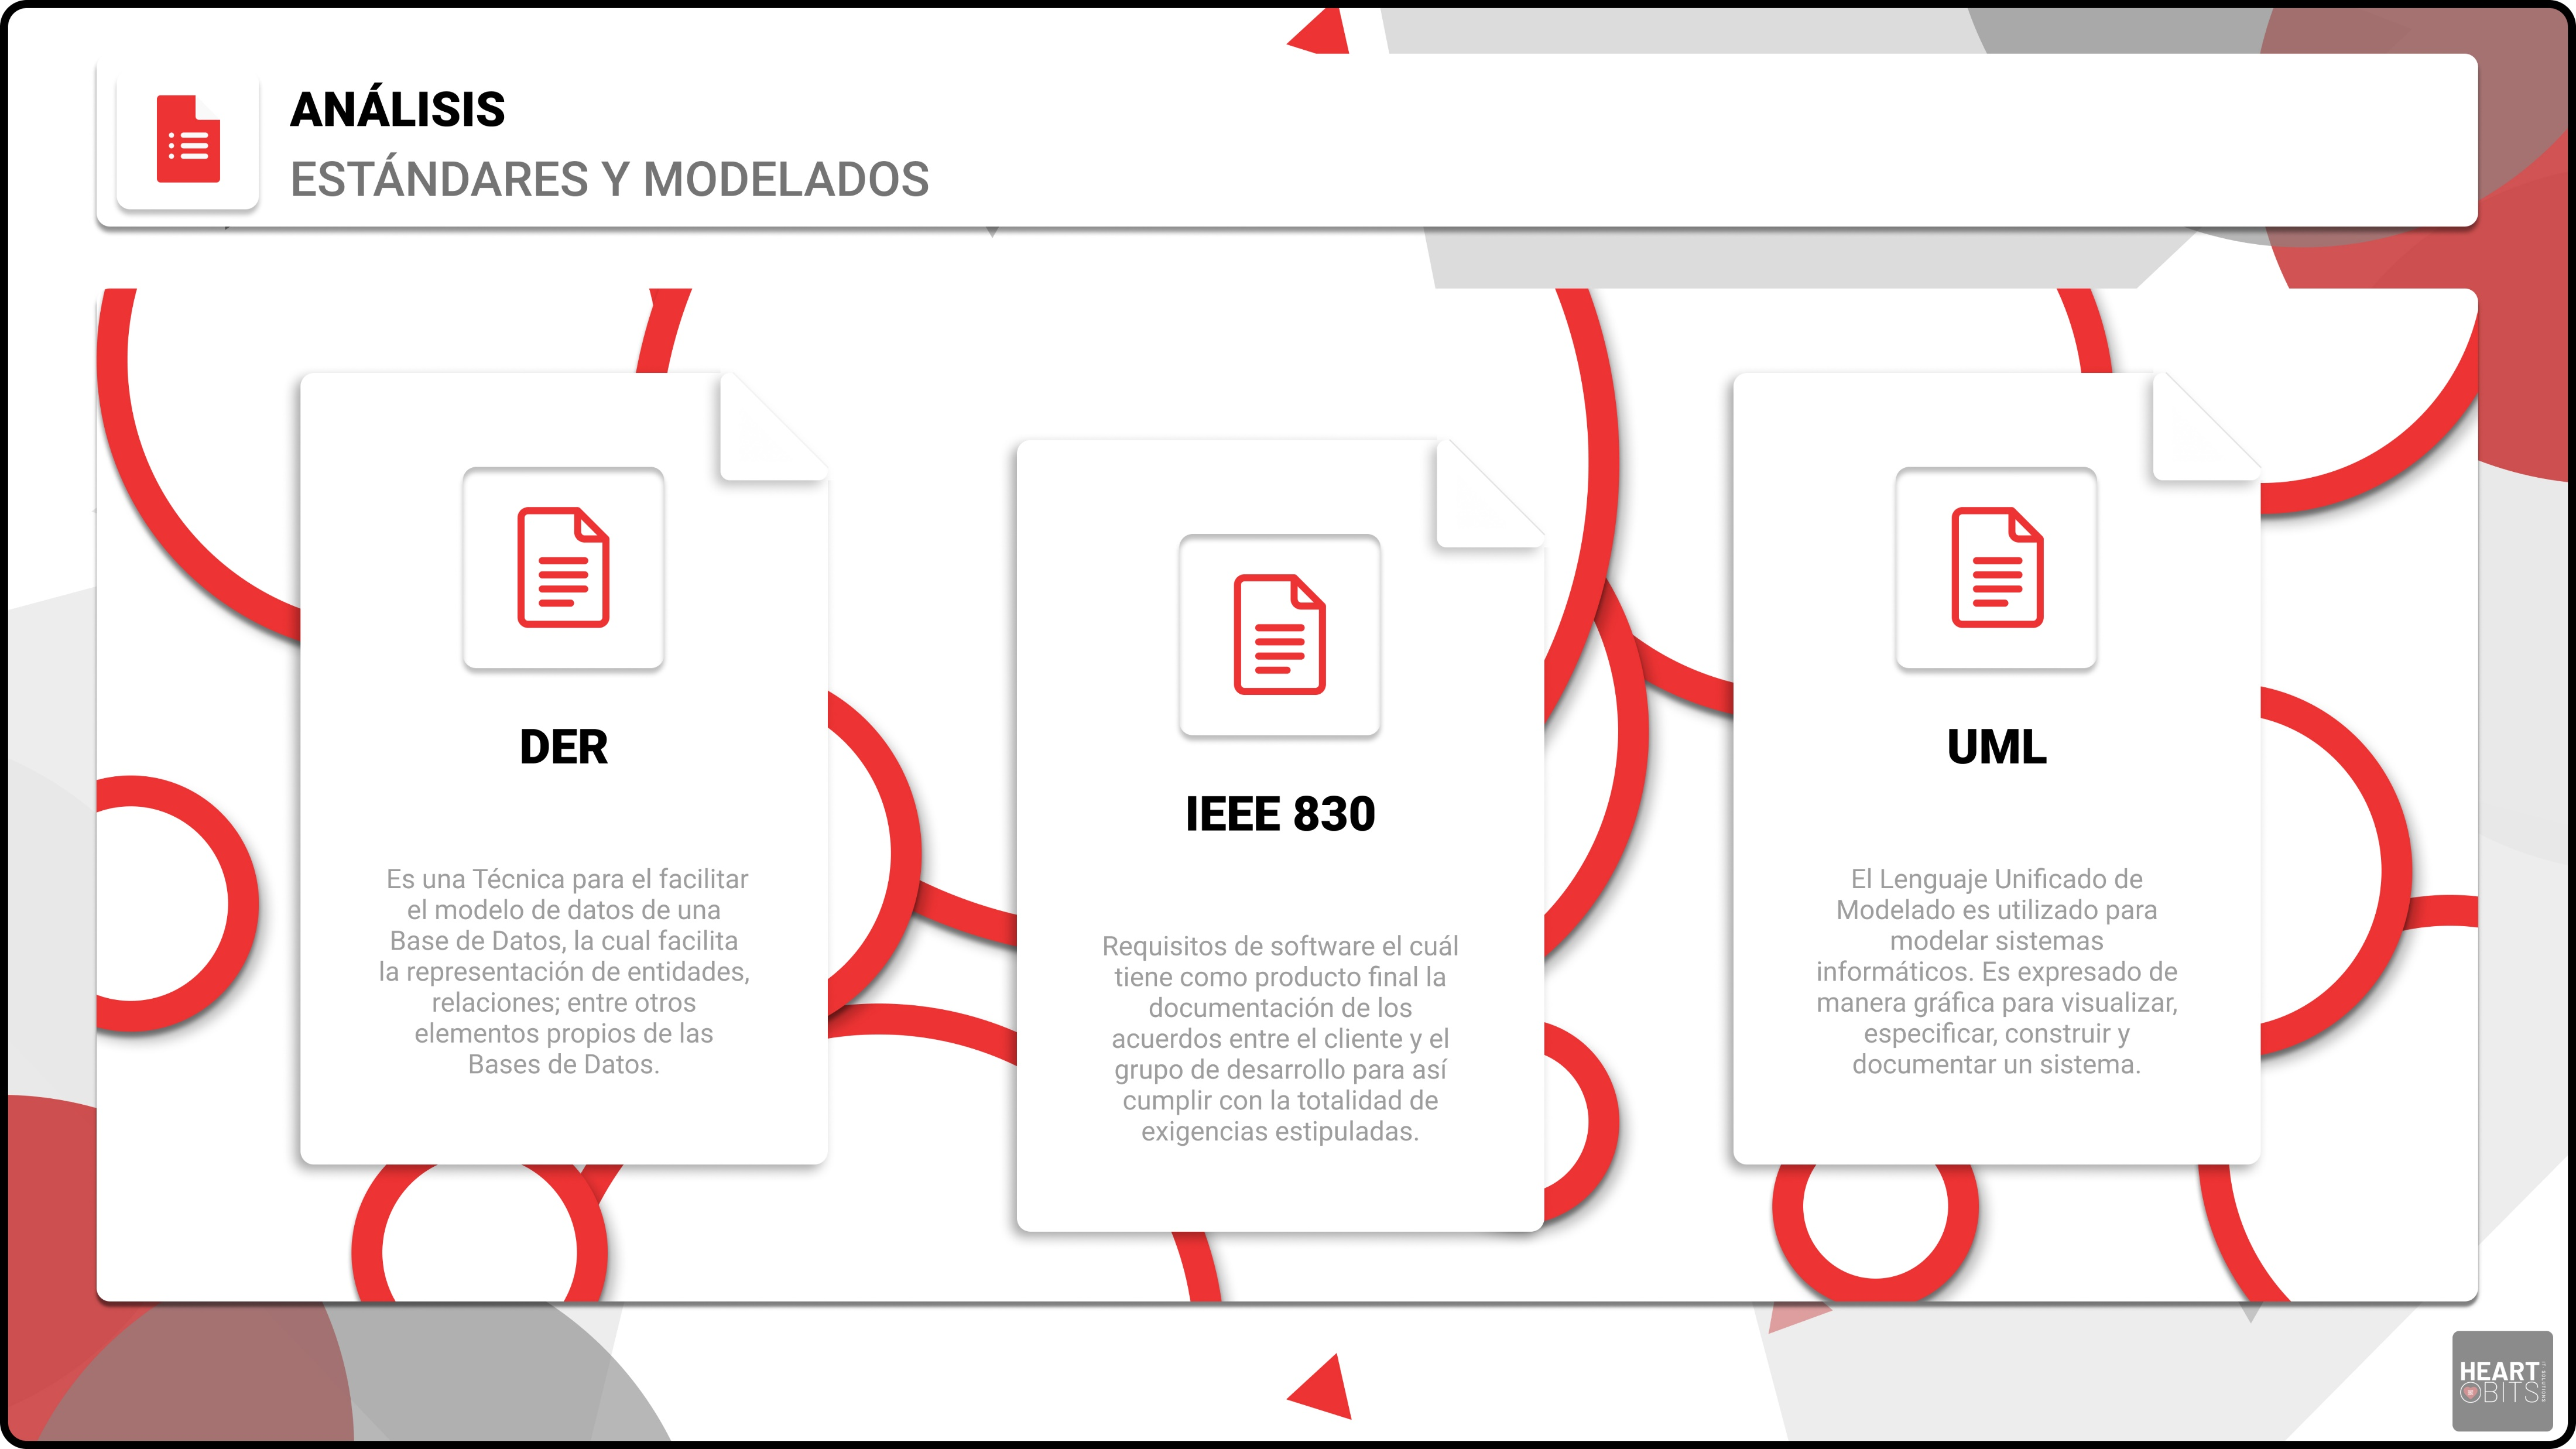 ANÁLISIS
ESTÁNDARES Y MODELADOS
DER
Es una Técnica para el facilitar
el modelo de datos de una
Base de Datos, la cual facilita
la representación de entidades,
relaciones; entre otros
elementos propios de las
Bases de Datos.
IEEE 830
Requisitos de software el cuál
tiene como producto final la
documentación de los
acuerdos entre el cliente y el
grupo de desarrollo para así
cumplir con la totalidad de
exigencias estipuladas.
UML
El Lenguaje Unificado de
Modelado es utilizado para
modelar sistemas
informáticos. Es expresado de
manera gráfica para visualizar,
especificar, construir y
documentar un sistema.
HEART
BITS
IT SOLUTIONS